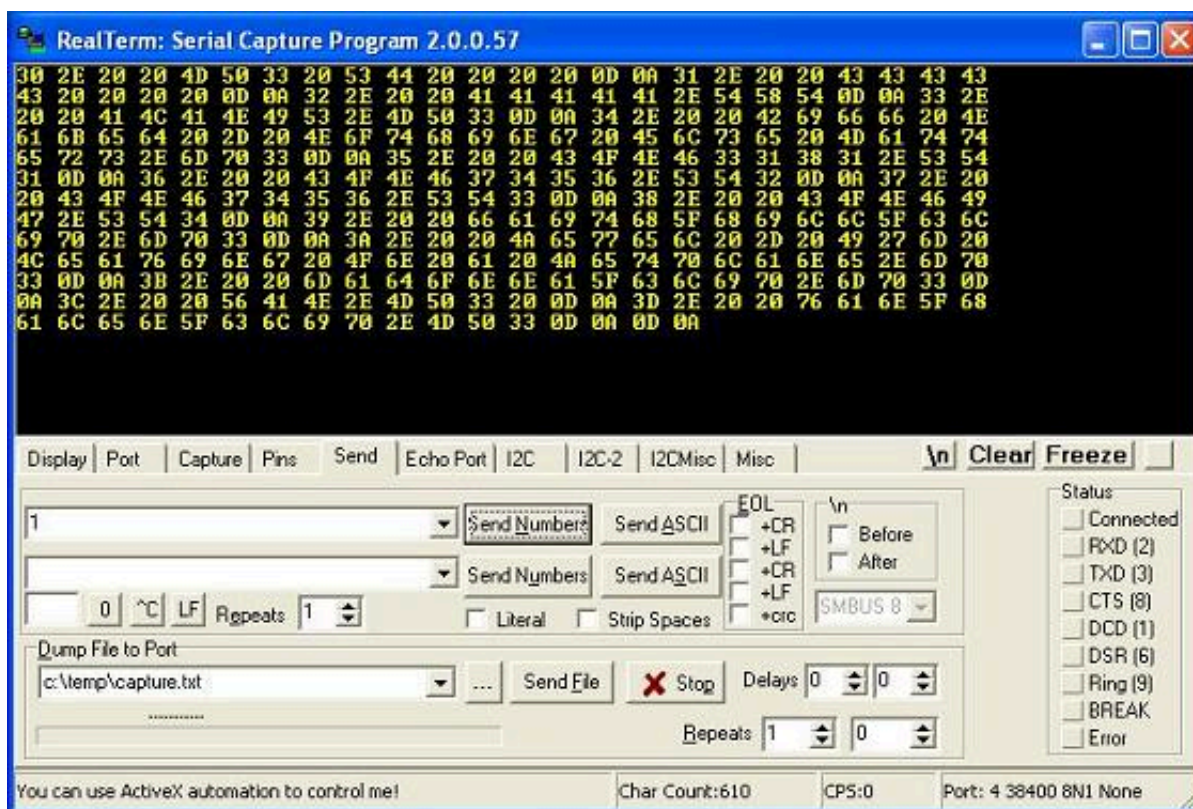 RealTerm: Serial Capture Program 2.0.0.57
30 2E 20 20 4D 50 33 20 53 44 20 20 20 20 0D 0A 31 2E 20 20 43 43 43 43
43 20 20 20 20 0D 0A 32 2E 20 20 41 41 41 41 41 2E 54 58 54 0D 0A 33 2E
20 20 41 4C 41 4E 49 53 2E 4D 50 33 0D 0A 34 2E 20 20 42 69 66 66 20 4E
61 6B 65 64 20 2D 20 4E 6F 74 68 69 6E 67 20 45 6C 73 65 20 4D 61 74 74
65 72 73 2E 6D 70 33 0D 0A 35 2E 20 20 43 4F 4E 46 33 31 38 31 2E 53 54
31 0D 0A 36 2E 20 20 43 4F 4E 46 37 34 35 36 2E 53 54 32 0D 0A 37 2E 20
20 43 4F 4E 46 37 34 35 36 2E 53 54 33 0D 0A 38 2E 20 20 43 4F 4E 46 49
47 2E 53 54 34 0D 0A 39 2E 20 20 66 61 69 74 68 5F 68 69 6C 6C 5F 63 6C
69 70 2E 6D 70 33 0D 0A 3A 2E 20 20 4A 65 77 65 6C 20 2D 20 49 27 6D 20
4C 65 61 76 69 6E 67 20 4F 6E 20 61 20 4A 65 74 70 6C 61 6E 65 2E 6D 70
33 0D 0A 3B 2E 20 20 6D 61 64 6F 6E 6E 61 5F 63 6C 69 70 2E 6D 70 33 0D
0A 3C 2E 20 20 56 41 4E 2E 4D 50 33 20 0D 0A 3D 2E 20 20 76 61 6E 5F 68
61 6C 65 6E 5F 63 6C 69 70 2E 4D 50 33 0D 0A 0D 0A
Display Port Capture Pins Send Echo Port I2C I2C-2 I2CMisc Misc \n Clear Freeze
1 Send Numbers Send ASCII
Send Numbers Send ASCII
0 ^C LF Repeats 1 Literal Strip Spaces
EOL
+CR
+LF
+CR
+LF
+crc
\n
Before
After
SMBUS 8
Dump File to Port
c:\temp\capture.txt ... Send File Stop Delays 0 0
Repeats 1 0
Status
Connected
RXD (2)
TXD (3)
CTS (8)
DCD (1)
DSR (6)
Ring (9)
BREAK
Error
You can use ActiveX automation to control me! Char Count:610 CPS:0 Port: 4 38400 8N1 None